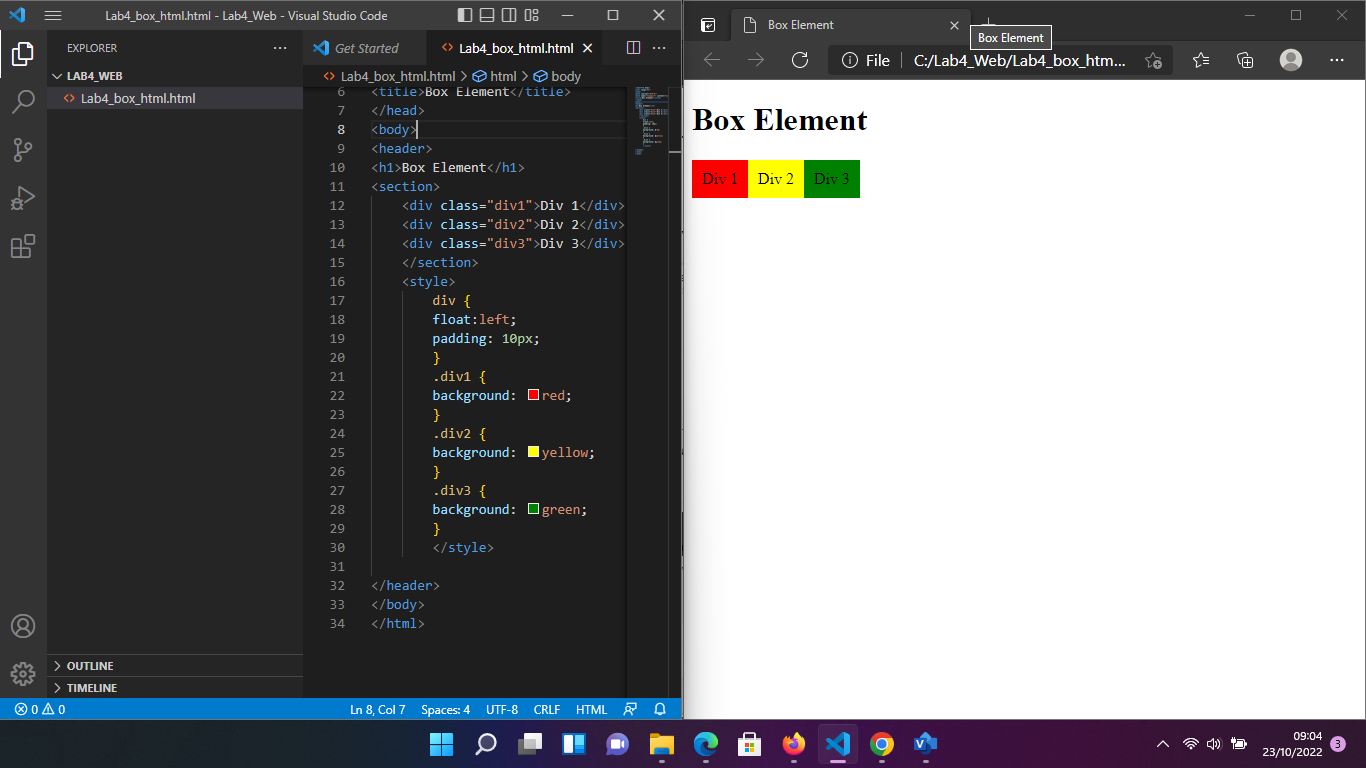 Lab4_box_html.html - Lab4_Web - Visual Studio Code
EXPLORER
LAB4_WEB
Lab4_box_html.html
OUTLINE
TIMELINE
Get Started
Lab4_box_html.html
Lab4_box_html.html > html > body
6 <title>Box Element</title>
7 </head>
8 <body>
9 <header>
10 <h1>Box Element</h1>
11 <section>
12 <div class="div1">Div 1</div>
13 <div class="div2">Div 2</div>
14 <div class="div3">Div 3</div>
15 </section>
16 <style>
17 div {
18 float:left;
19 padding: 10px;
20 }
21 .div1 {
22 background: red;
23 }
24 .div2 {
25 background: yellow;
26 }
27 .div3 {
28 background: green;
29 }
30 </style>
31
32 </header>
33 </body>
34 </html>
0 0
Ln 8, Col 7 Spaces: 4 UTF-8 CRLF HTML
Box Element
Box Element
File C:/Lab4_Web/Lab4_box_htm...
Box Element
Div 1 Div 2 Div 3
09:04
23/10/2022 3